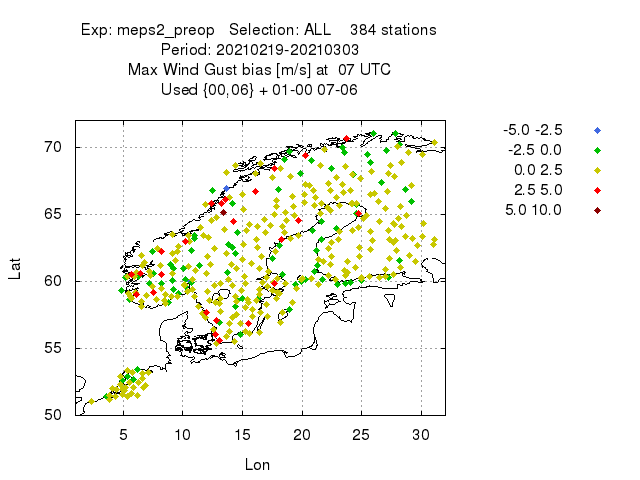 Exp: meps2_preop   Selection: ALL    384 stations
Period: 20210219-20210303
Max Wind Gust bias [m/s] at  07 UTC
Used {00,06} + 01-00 07-06
-5.0 -2.5
-2.5 0.0
0.0 2.5
2.5 5.0
5.0 10.0
70
65
60
55
50
Lat
5 10 15 20 25 30
Lon